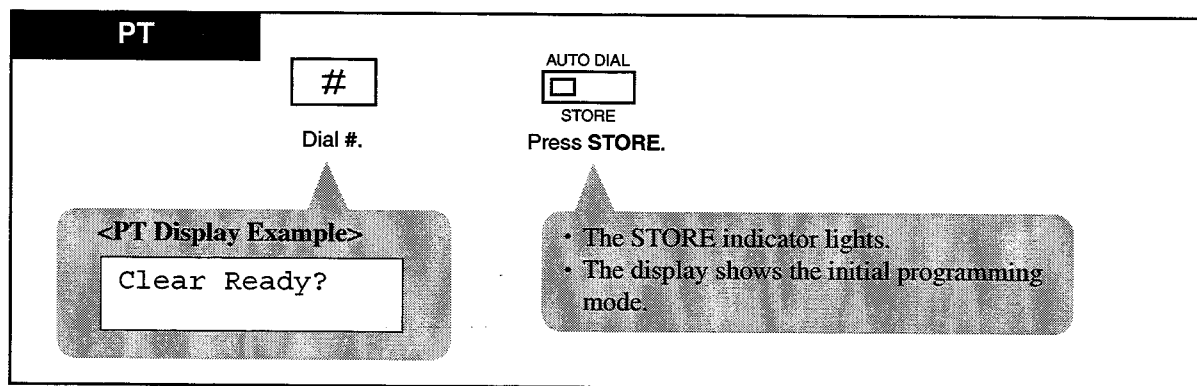 PT
#
Dial #.
AUTO DIAL
STORE
Press STORE.
<PT Display Example>
Clear Ready?
· The STORE indicator lights.
· The display shows the initial programming
mode.